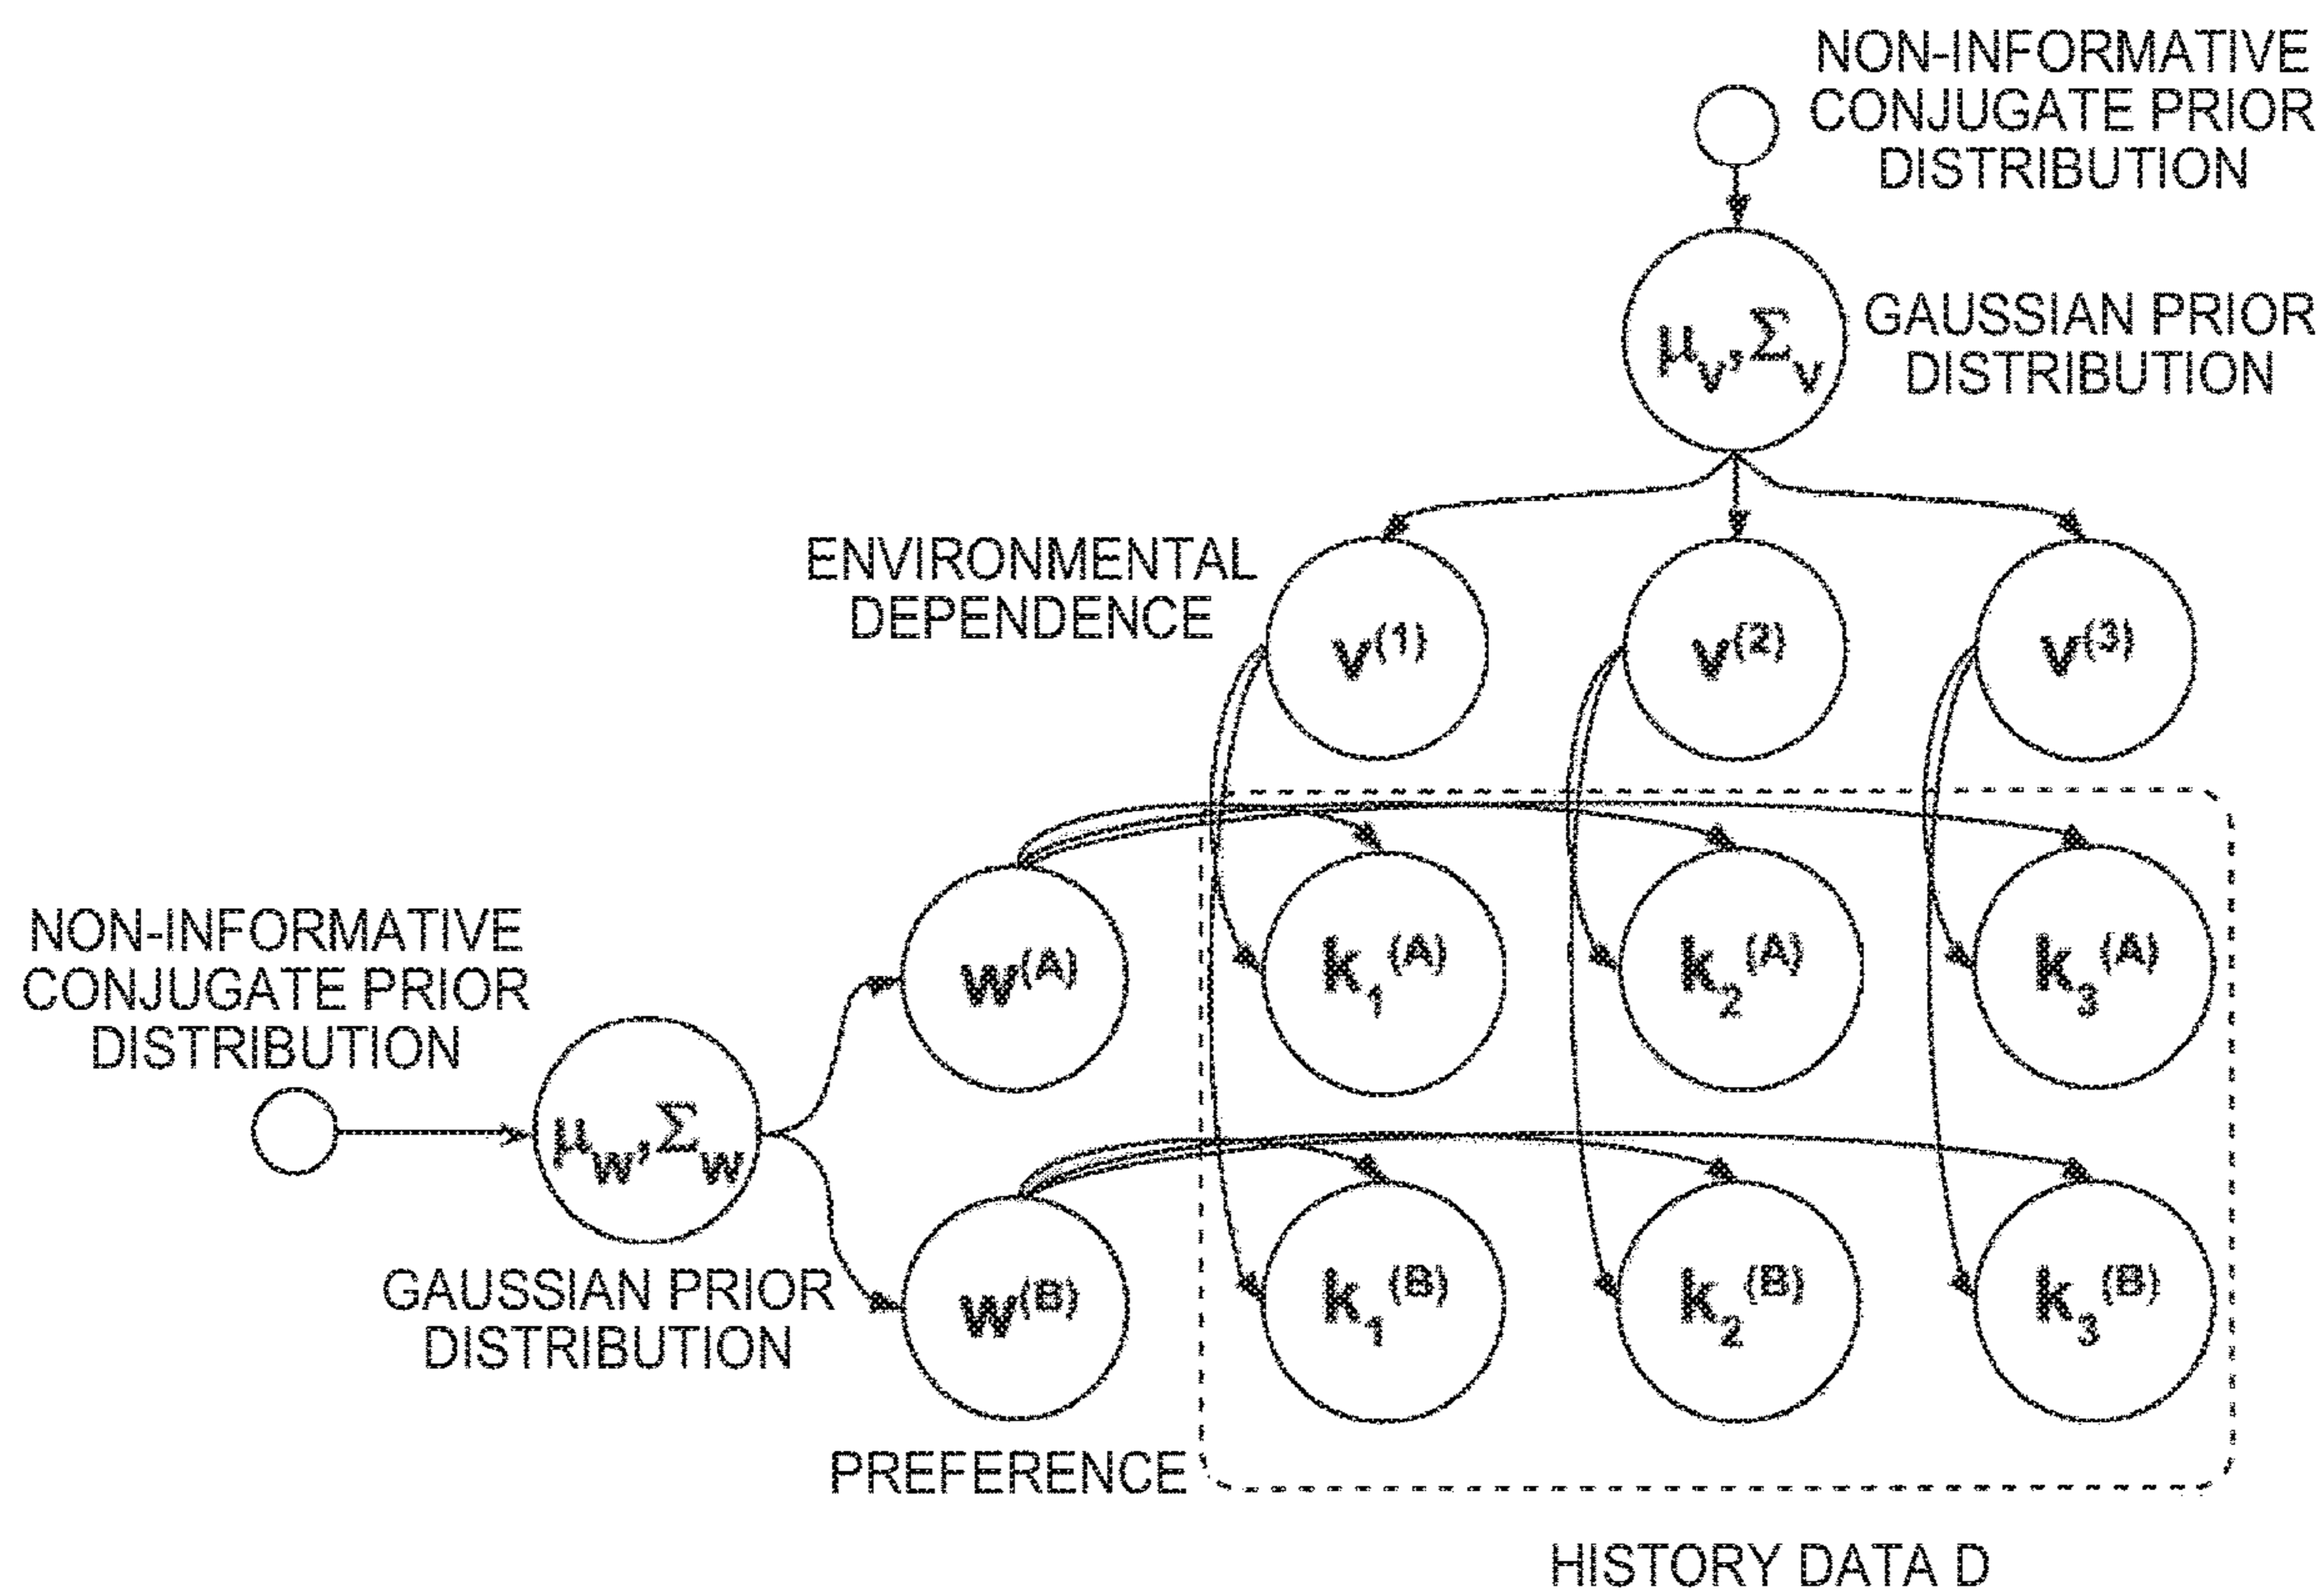 NON-INFORMATIVE
CONJUGATE PRIOR
DISTRIBUTION
μv,Σv
GAUSSIAN PRIOR
DISTRIBUTION
ENVIRONMENTAL
DEPENDENCE
v(1) v(2) v(3)
NON-INFORMATIVE
CONJUGATE PRIOR
DISTRIBUTION
w(A) k1(A) k2(A) k3(A)
μw,Σw
GAUSSIAN PRIOR
DISTRIBUTION
w(B) k1(B) k2(B) k3(B)
PREFERENCE
HISTORY DATA D